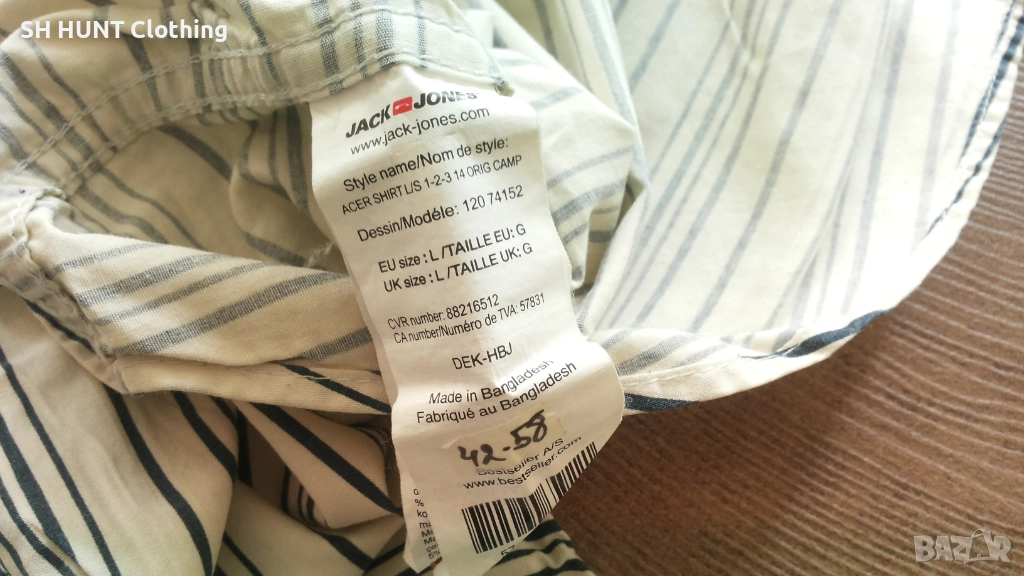 SH HUNT Clothing
JACK JONES
www.jack-jones.com
Style name/Nom de style:
ACER SHIRT L/S 1-2-3 14 ORIG CAMP
Dessin/Modéle: 120 74152
EU size : L /TAILLE EU: G
UK size : L /TAILLE UK: G
CVR number: 88216512
CA number/Numéro de TVA: 57831
DEK-HBJ
Made in Bangladesh
Fabriqué au Bangladesh
42-58
Bestseller A/S
www.bestseller.com
BAZAR